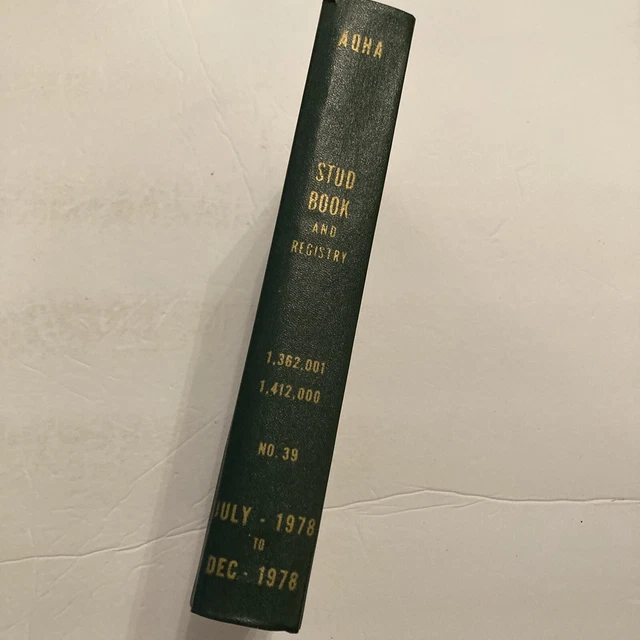 AQHA
STUD
BOOK
AND
REGISTRY
1,362,001
1,412,000
NO. 39
JULY - 1978
TO
DEC - 1978